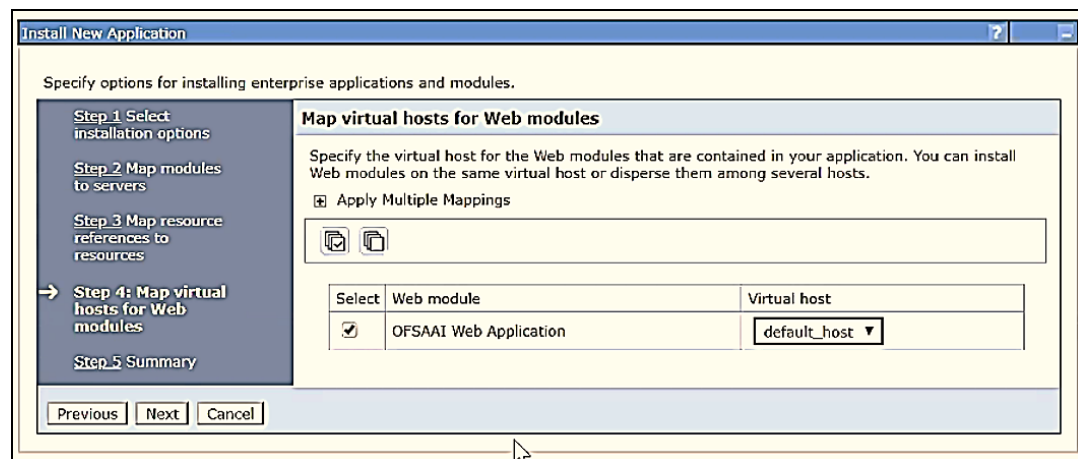 Install New Application
?
Specify options for installing enterprise applications and modules.
Step 1 Select
installation options
Step 2 Map modules
to servers
Step 3 Map resource
references to
resources
Step 4: Map virtual
hosts for Web
modules
Step 5 Summary
Map virtual hosts for Web modules
Specify the virtual host for the Web modules that are contained in your application. You can install
Web modules on the same virtual host or disperse them among several hosts.
Apply Multiple Mappings
Select Web module Virtual host
OFSAAI Web Application default_host
Previous Next Cancel